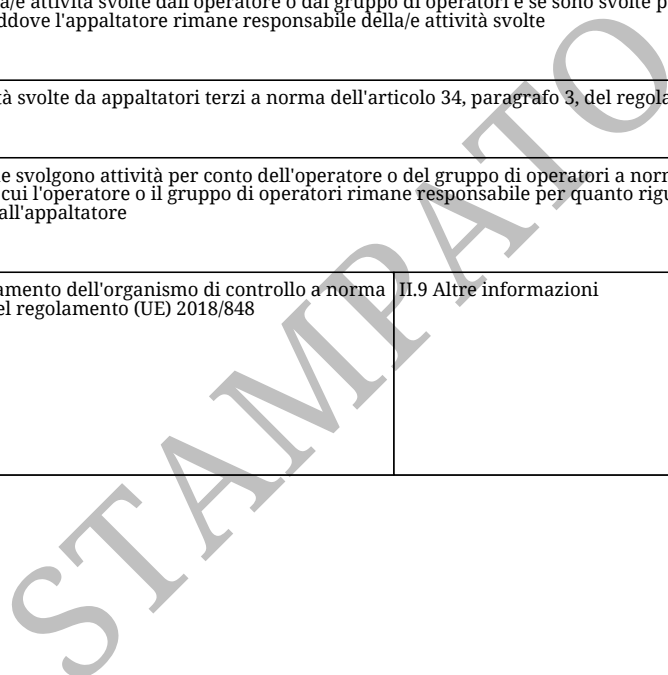 a/e attività svolte dall'operatore o dal gruppo di operatori e se sono svolte p
ddove l'appaltatore rimane responsabile della/e attività svolte
tà svolte da appaltatori terzi a norma dell'articolo 34, paragrafo 3, del regola
e svolgono attività per conto dell'operatore o del gruppo di operatori a norm
cui l'operatore o il gruppo di operatori rimane responsabile per quanto rigu
all'appaltatore
amento dell'organismo di controllo a norma
el regolamento (UE) 2018/848
II.9 Altre informazioni
STAMPATO